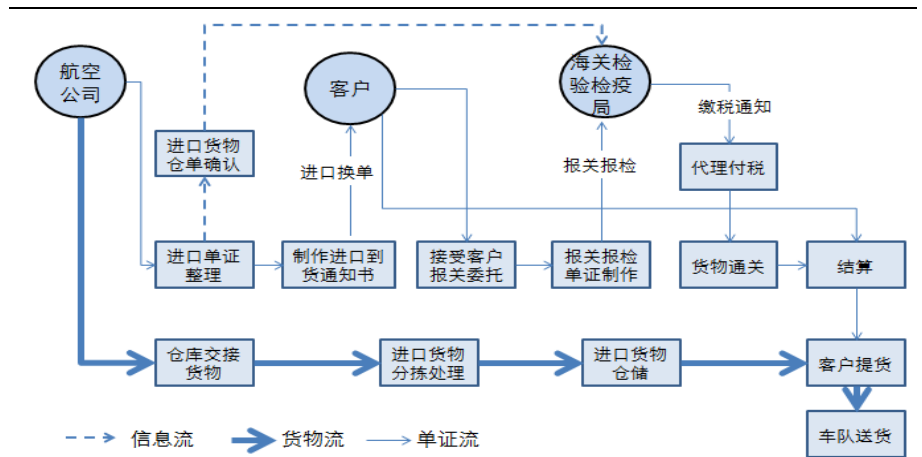 航空
公司
客户
海关检
验检疫
局
缴税通知
进口货物
仓单确认
进口换单
报关报检
代理付税
进口单证
整理
制作进口到
货通知书
接受客户
报关委托
报关报检
单证制作
货物通关
结算
仓库交接
货物
进口货物
分拣处理
进口货物
仓储
客户提货
信息流
货物流
单证流
车队送货